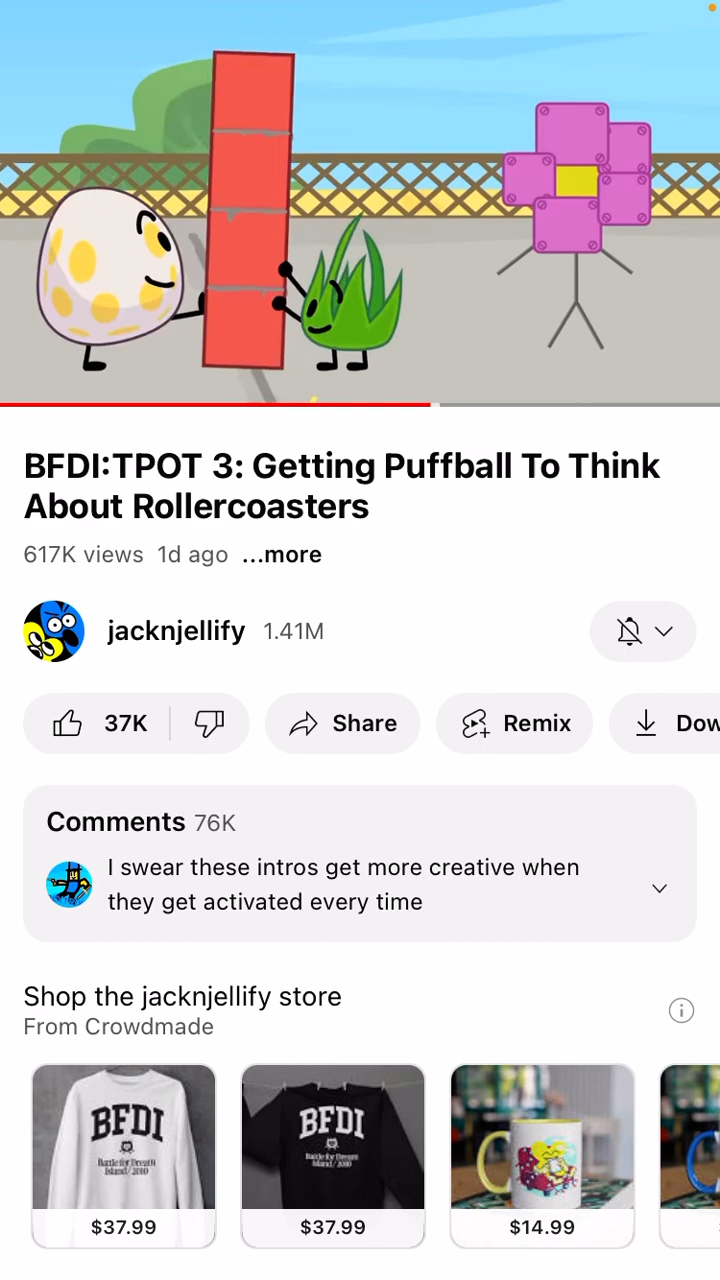 BFDI:TPOT 3: Getting Puffball To Think
About Rollercoasters
617K views 1d ago ...more
jacknjellify 1.41M
37K Share Remix Dow
Comments 76K
I swear these intros get more creative when
they get activated every time
Shop the jacknjellify store
From Crowdmade
BFDI
Battle for Dream
Island/2010
BFDI
Battle for Dream
Island/2010
$37.99 $37.99 $14.99